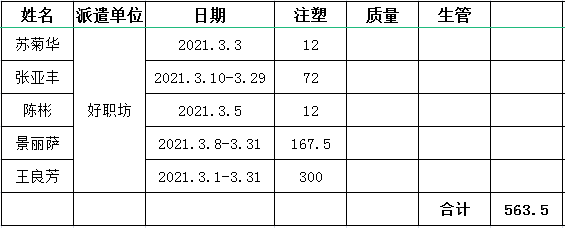 姓名 派遣单位 日期 注塑 质量 生管
苏菊华 2021.3.3 12
张亚丰 2021.3.10-3.29 72
陈彬 好职坊 2021.3.5 12
景丽萨 2021.3.8-3.31 167.5
王良芳 2021.3.1-3.31 300
合计 563.5